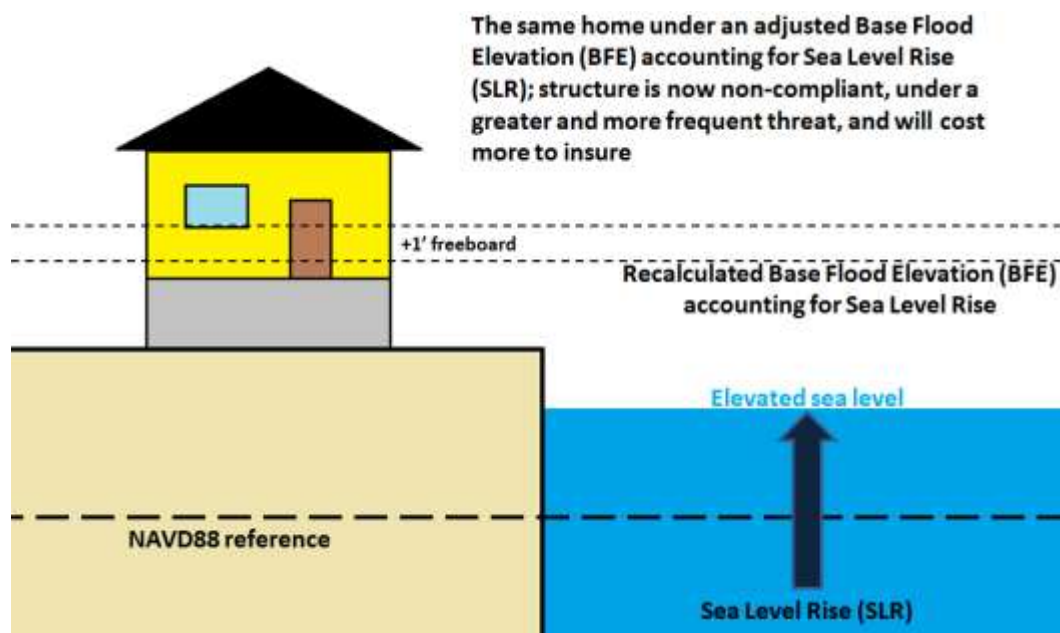 The same home under an adjusted Base Flood
Elevation (BFE) accounting for Sea Level Rise
(SLR); structure is now non-compliant, under a
greater and more frequent threat, and will cost
more to insure
+1' freeboard
Recalculated Base Flood Elevation (BFE)
accounting for Sea Level Rise
Elevated sea level
NAVD88 reference
Sea Level Rise (SLR)